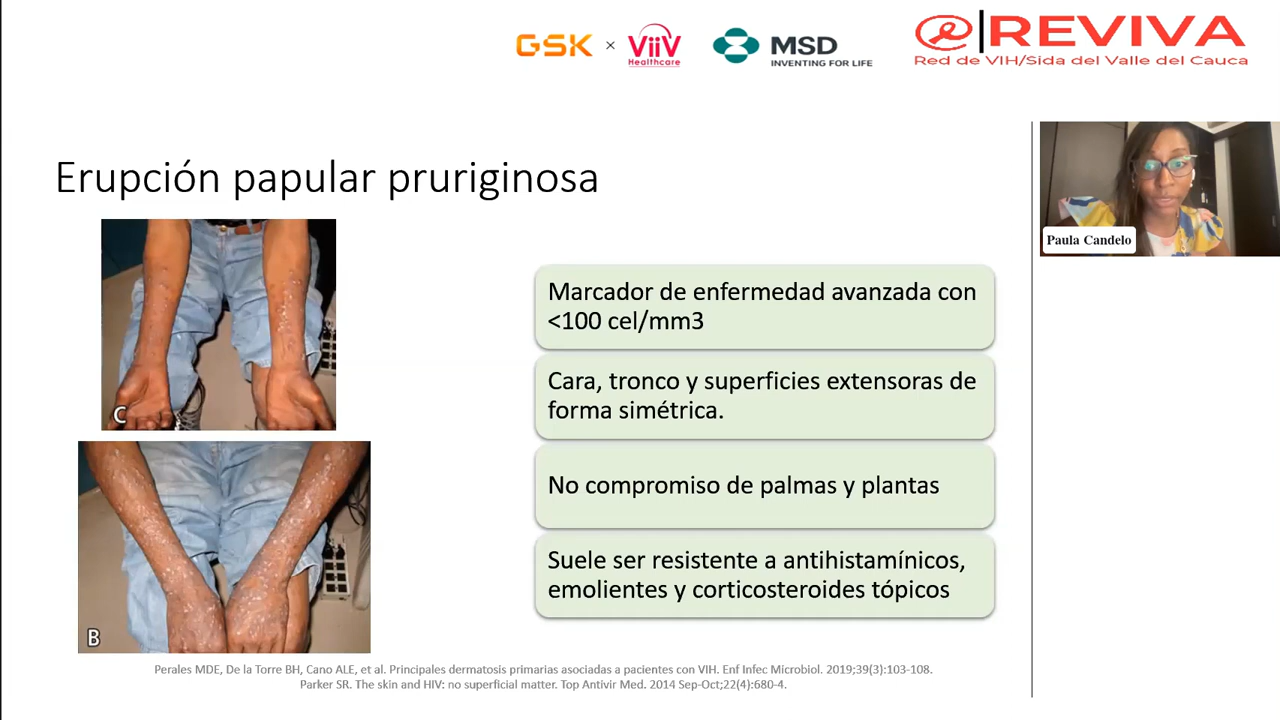 GSK × ViiV Healthcare
MSD
INVENTING FOR LIFE
REVIVA
Red de VIH/Sida del Valle del Cauca
Erupción papular pruriginosa
Paula Candelo
C
B
Marcador de enfermedad avanzada con
<100 cel/mm3
Cara, tronco y superficies extensoras de
forma simétrica.
No compromiso de palmas y plantas
Suele ser resistente a antihistamínicos,
emolientes y corticosteroides tópicos
Perales MDE, De la Torre BH, Cano ALE, et al. Principales dermatosis primarias asociadas a pacientes con VIH. Enf Infec Microbiol. 2019;39(3):103-108.
Parker SR. The skin and HIV: no superficial matter. Top Antivir Med. 2014 Sep-Oct;22(4):680-4.